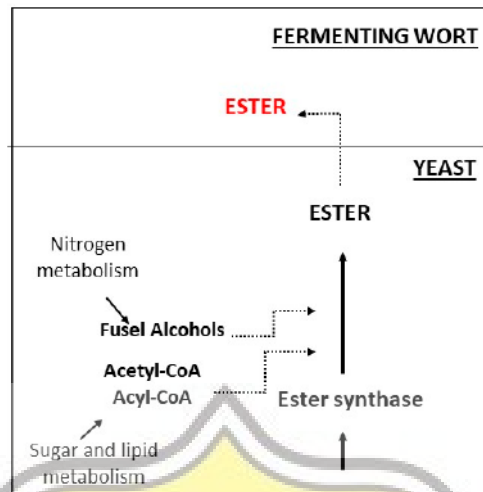 FERMENTING WORT
ESTER
YEAST
ESTER
Nitrogen
metabolism
Fusel Alcohols
Acetyl-CoA
Acyl-CoA
Ester synthase
Sugar and lipid
metabolism